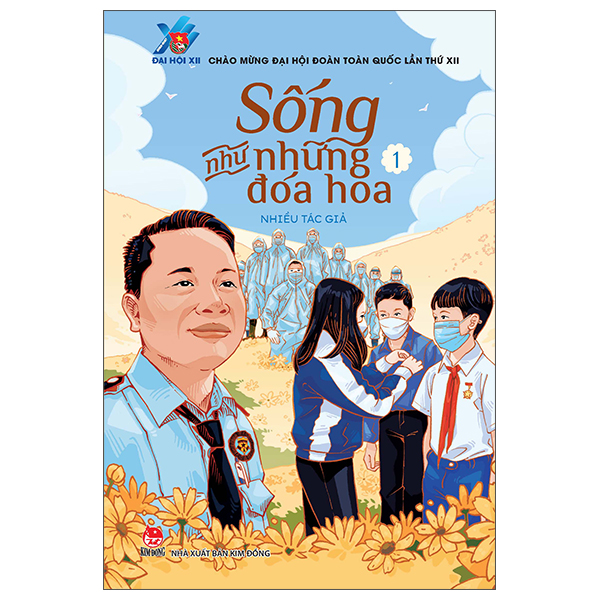 ĐẠI HỘI XII
CHÀO MỪNG ĐẠI HỘI ĐOÀN TOÀN QUỐC LẦN THỨ XII
Sống
như những
đóa hoa
1
NHIỀU TÁC GIẢ
KIM ĐỒNG
NHÀ XUẤT BẢN KIM ĐỒNG